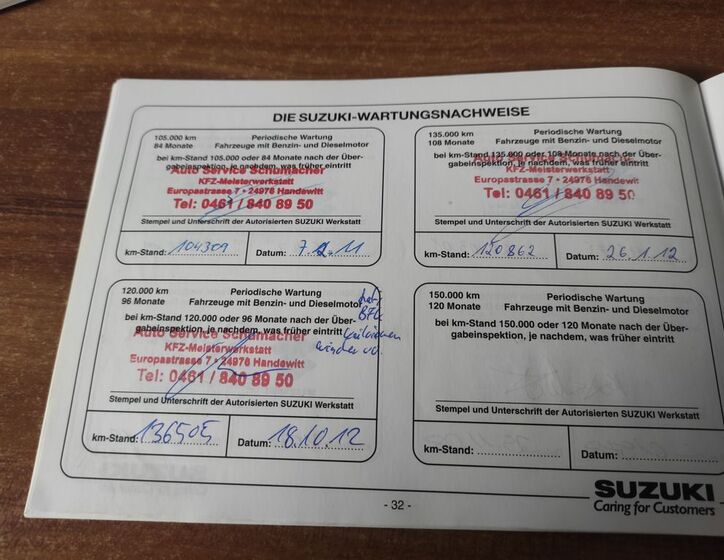 DIE SUZUKI-WARTUNGSNACHWEISE
105.000 km
84 Monate
Periodische Wartung
Fahrzeuge mit Benzin- und Dieselmotor
bei km-Stand 105.000 oder 84 Monate nach der Über-
gabeinspektion, je nachdem, was früher eintritt
Auto Service Schumacher
KFZ-Meisterwerkstatt
Europastrasse 7 • 24976 Handewitt
Tel: 0461 / 840 89 50
Stempel und Unterschrift der Autorisierten SUZUKI Werkstatt
km-Stand: 104309 Datum: 7.2.11
135.000 km
108 Monate
Periodische Wartung
Fahrzeuge mit Benzin- und Dieselmotor
bei km-Stand 135.000 oder 108 Monate nach der Über-
gabeinspektion, je nachdem, was früher eintritt
Auto Service Schumacher
KFZ-Meisterwerkstatt
Europastrasse 7 • 24976 Handewitt
Tel: 0461 / 840 89 50
Stempel und Unterschrift der Autorisierten SUZUKI Werkstatt
km-Stand: 120862 Datum: 26.1.12
120.000 km
96 Monate
Periodische Wartung
Fahrzeuge mit Benzin- und Dieselmotor
bei km-Stand 120.000 oder 96 Monate nach der Über-
gabeinspektion, je nachdem, was früher eintritt
Auto Service Schumacher
KFZ-Meisterwerkstatt
Europastrasse 7 • 24976 Handewitt
Tel: 0461 / 840 89 50
Stempel und Unterschrift der Autorisierten SUZUKI Werkstatt
km-Stand: 136505 Datum: 18.10.12
150.000 km
120 Monate
Periodische Wartung
Fahrzeuge mit Benzin- und Dieselmotor
bei km-Stand 150.000 oder 120 Monate nach der Über-
gabeinspektion, je nachdem, was früher eintritt
Stempel und Unterschrift der Autorisierten SUZUKI Werkstatt
km-Stand: Datum:
- 32 -
SUZUKI
Caring for Customers